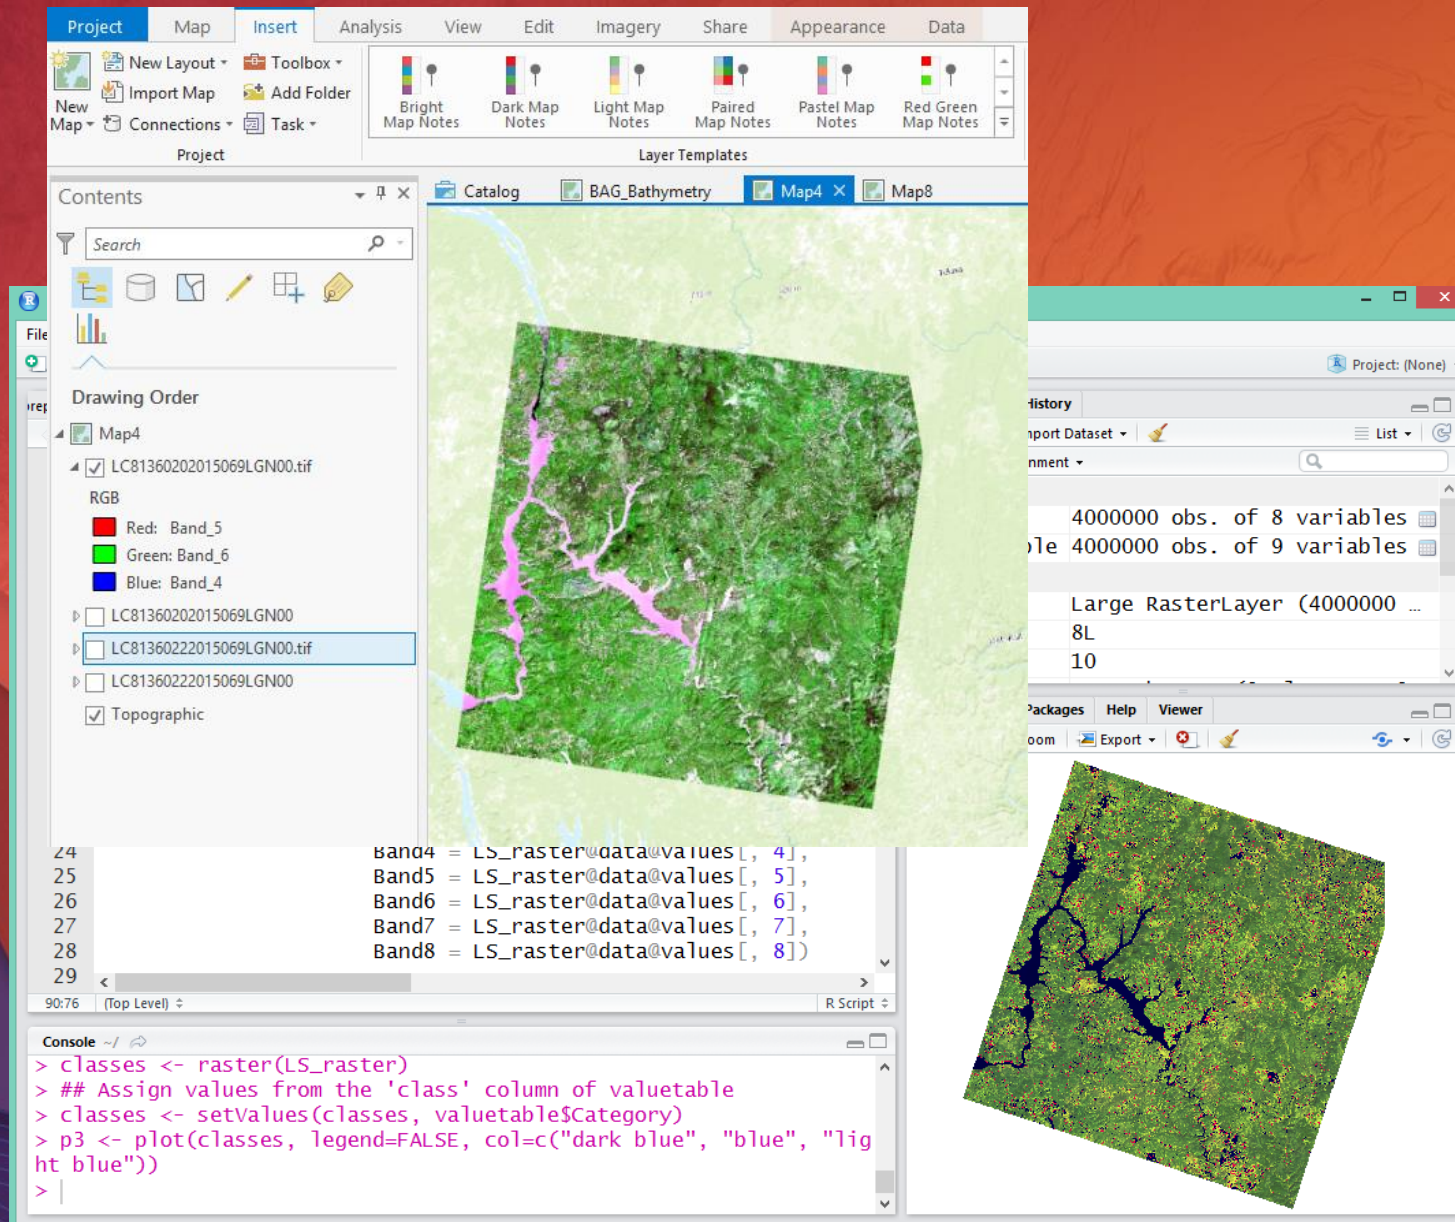 Project Map Insert Analysis View Edit Imagery Share Appearance Data
New Map
New Layout
Import Map
Connections
Toolbox
Add Folder
Task
Project
Bright Map Notes
Dark Map Notes
Light Map Notes
Paired Map Notes
Pastel Map Notes
Red Green Map Notes
Layer Templates
Contents
Search
Drawing Order
Map4
LC81360202015069LGN00.tif
RGB
Red: Band_5
Green: Band_6
Blue: Band_4
LC81360202015069LGN00
LC81360222015069LGN00.tif
LC81360222015069LGN00
Topographic
Catalog BAG_Bathymetry Map4 Map8
R
File
Project: (None)
History
Import Dataset
List
4000000 obs. of 8 variables
4000000 obs. of 9 variables
Large RasterLayer (4000000 ...
8L
10
Packages Help Viewer
Export
24 Band4 = LS_raster@data@values[, 4],
25 Band5 = LS_raster@data@values[, 5],
26 Band6 = LS_raster@data@values[, 6],
27 Band7 = LS_raster@data@values[, 7],
28 Band8 = LS_raster@data@values[, 8])
29
90:76 (Top Level) R Script
Console ~/
> classes <- raster(LS_raster)
> ## Assign values from the 'class' column of valuetable
> classes <- setValues(classes, valuetable$Category)
> p3 <- plot(classes, legend=FALSE, col=c("dark blue", "blue", "lig
ht blue"))
>